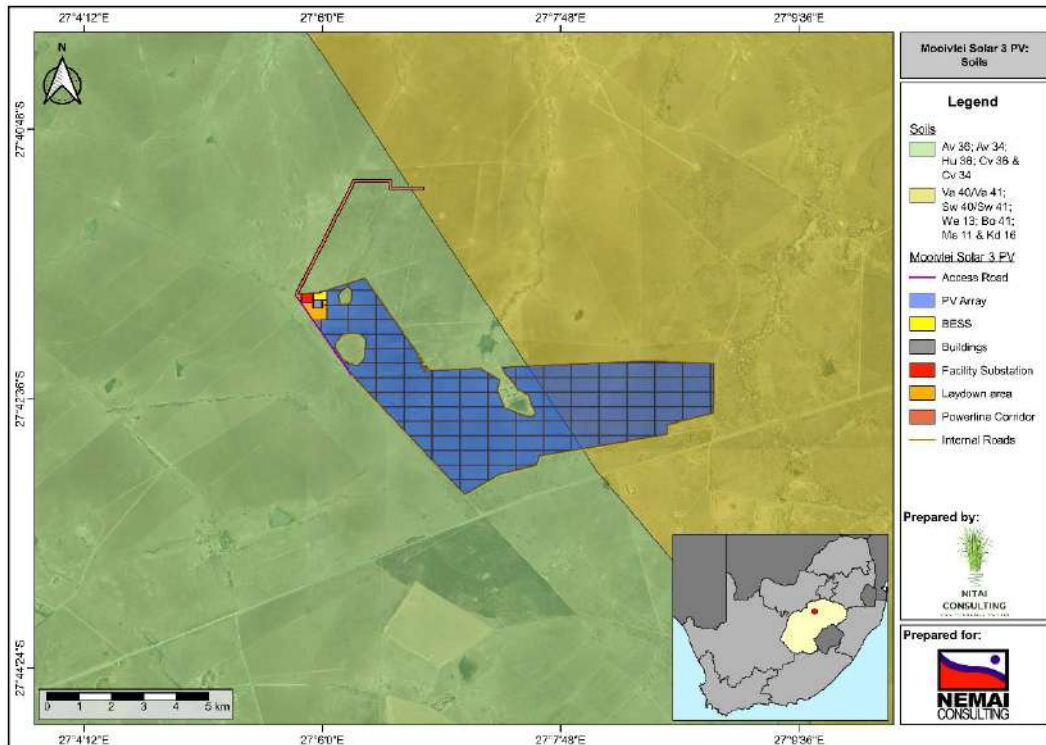 27°4'12"E 27°6'0"E 27°7'48"E 27°9'36"E
Mooivlei Solar 3 PV:
Soils
N
Legend
Soils
Av 36; Av 34;
Hu 36; Cv 36 &
Cv 34
Va 40/Va 41;
Sw 40/Sw 41;
We 13; Bo 41;
Ms 11 & Kd 16
Mooivlei Solar 3 PV
Access Road
PV Array
BESS
Buildings
Facility Substation
Laydown area
Powerline Corridor
Internal Roads
27°40'48"S
27°42'36"S
27°44'24"S
Prepared by:
NITAI
CONSULTING
Prepared for:
NEMAI
CONSULTING
0 1 2 3 4 5 km
27°4'12"E 27°6'0"E 27°7'48"E 27°9'36"E